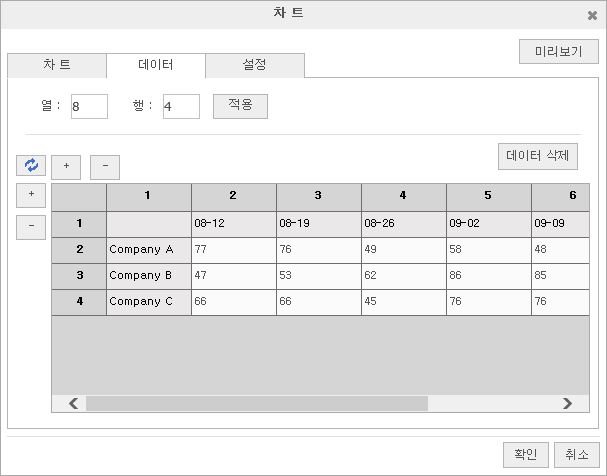 차 트
✖
미리보기
차 트 데이터 설정
열 : 8 행 : 4 적용
데이터 삭제
+ -
+
-
1 2 3 4 5 6
1 08-12 08-19 08-26 09-02 09-09
2 Company A 77 76 49 58 48
3 Company B 47 53 62 86 85
4 Company C 66 66 45 76 76
확인 취소